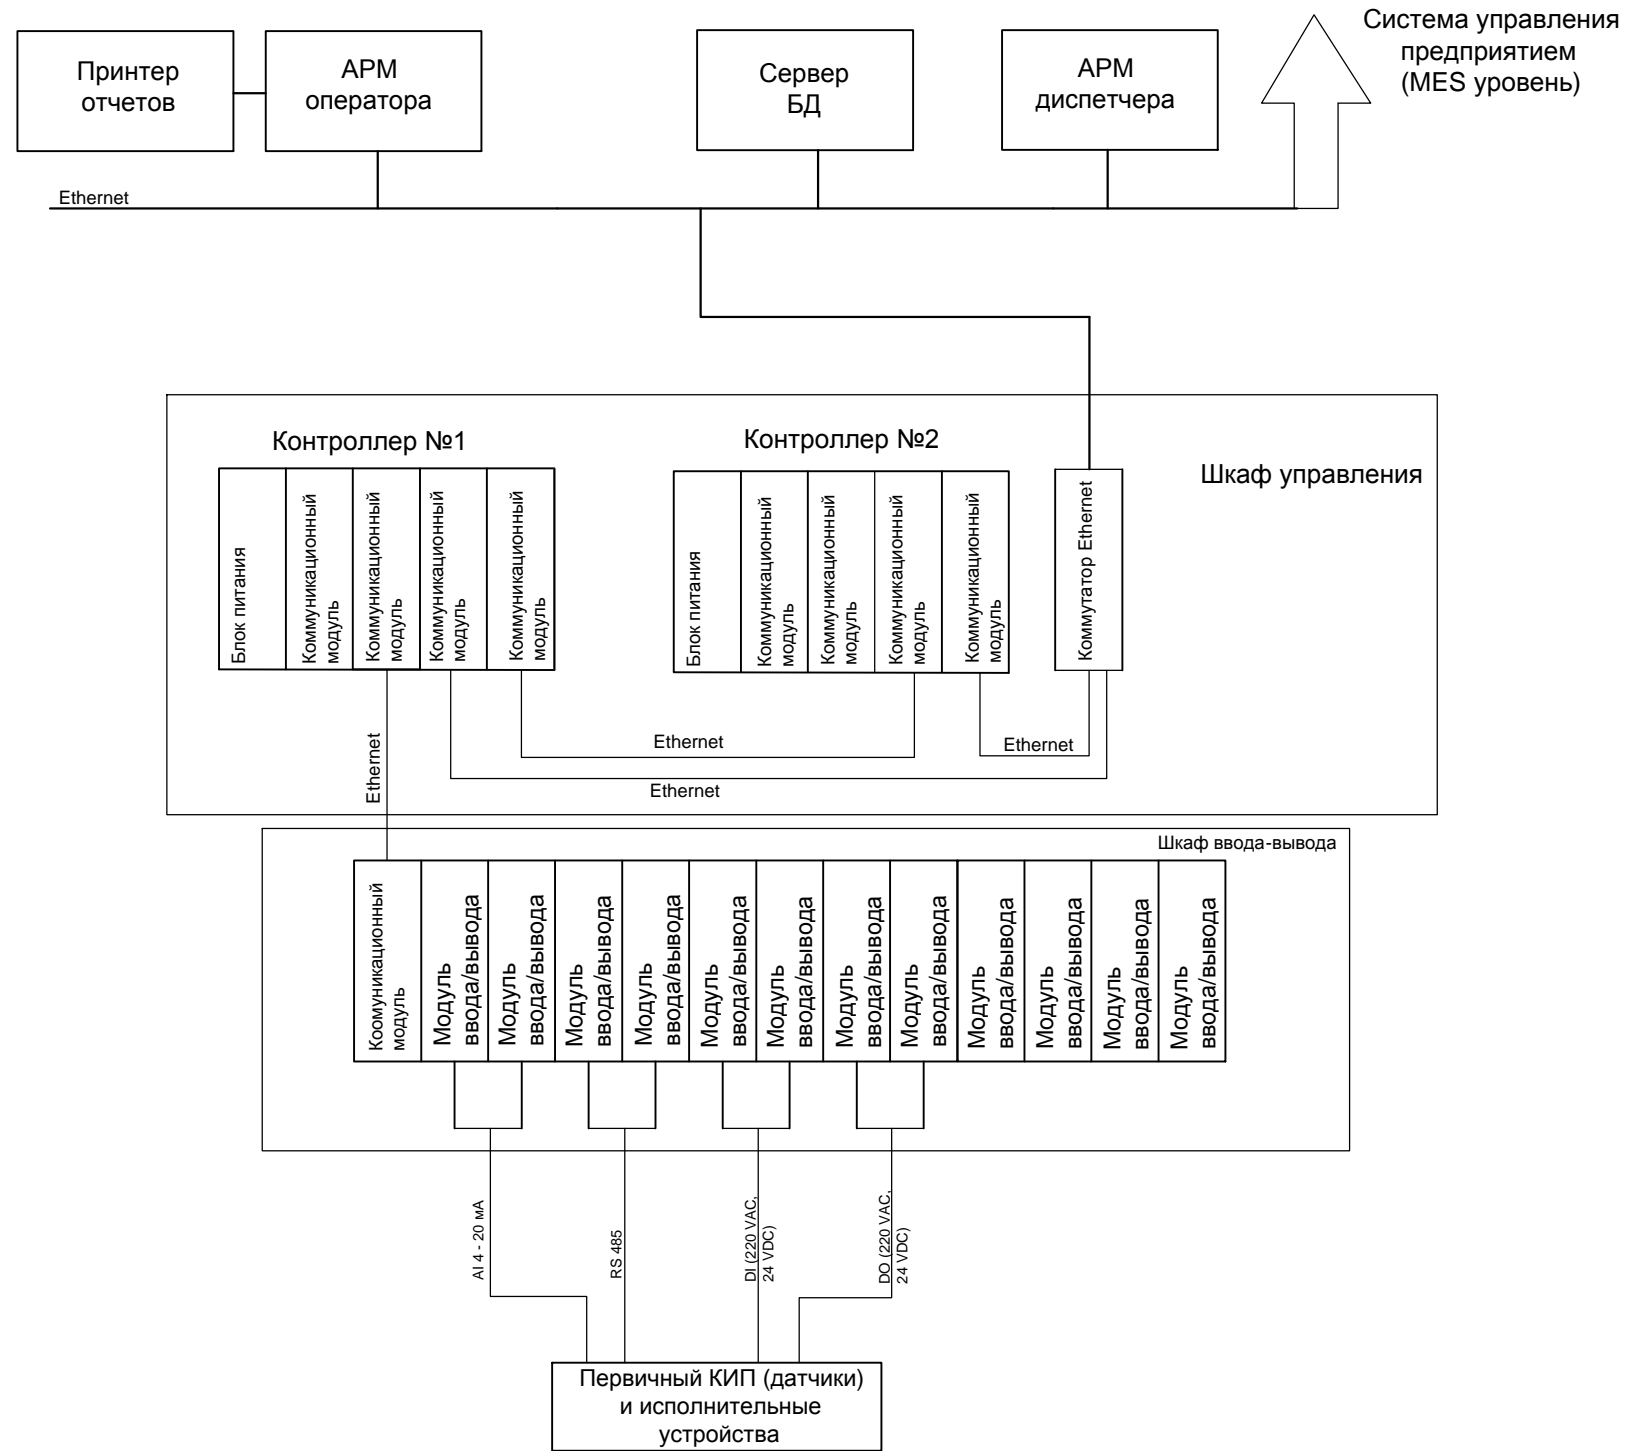 Система управления
предприятием
(MES уровень)
Принтер
отчетов
АРМ
оператора
Сервер
БД
АРМ
диспетчера
Ethernet
Контроллер №1
Контроллер №2
Шкаф управления
Блок питания
Коммуникационный
модуль
Коммуникационный
модуль
Коммуникационный
модуль
Коммуникационный
модуль
Блок питания
Коммуникационный
модуль
Коммуникационный
модуль
Коммуникационный
модуль
Коммуникационный
модуль
Коммутатор Ethernet
Ethernet
Ethernet
Ethernet
Ethernet
Шкаф ввода-вывода
Коомуникационный
модуль
Модуль
ввода/вывода
Модуль
ввода/вывода
Модуль
ввода/вывода
Модуль
ввода/вывода
Модуль
ввода/вывода
Модуль
ввода/вывода
Модуль
ввода/вывода
Модуль
ввода/вывода
Модуль
ввода/вывода
Модуль
ввода/вывода
Модуль
ввода/вывода
Модуль
ввода/вывода
AI 4 - 20 мА
RS 485
DI (220 VAC,
24 VDC)
DO (220 VAC,
24 VDC)
Первичный КИП (датчики)
и исполнительные
устройства